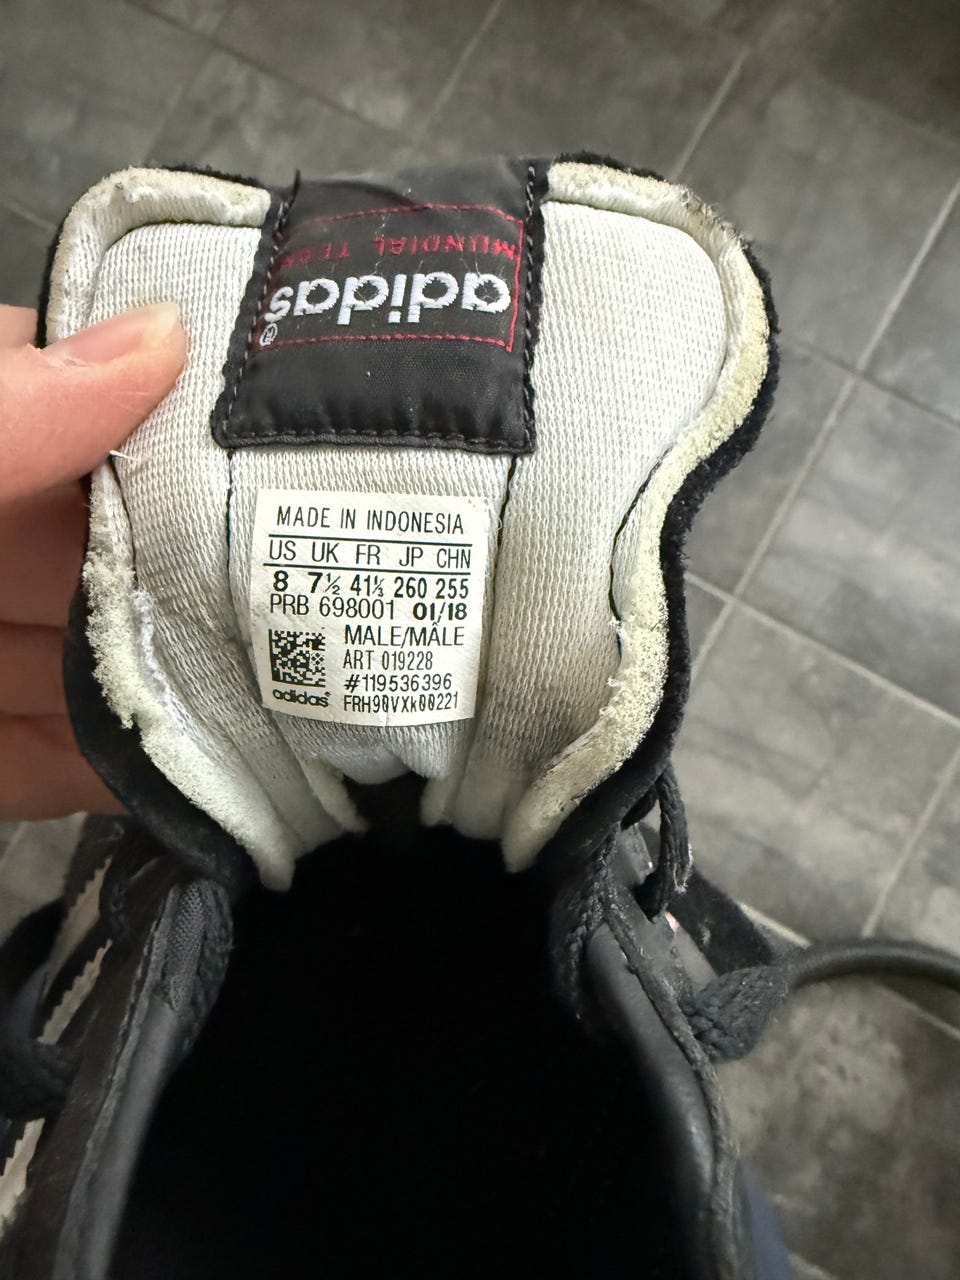 MUNDIAL TEAM
adidas®
MADE IN INDONESIA
US UK FR JP CHN
8 7½ 41⅓ 260 255
PRB 698001 01/18
MALE/MÂLE
ART 019228
#119536396
adidas® FRH90VXk00221